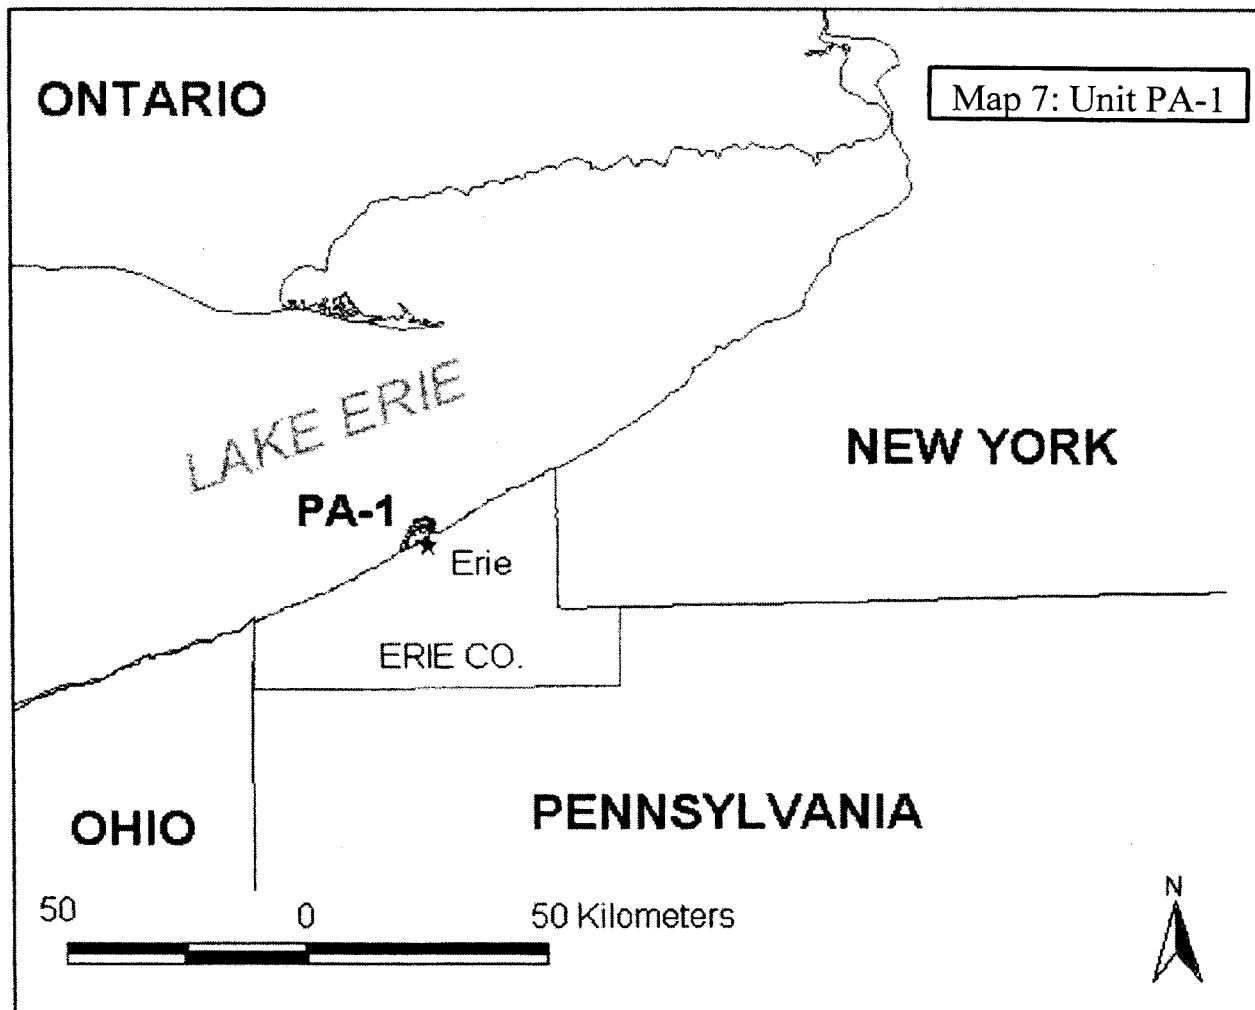 ONTARIO
Map 7: Unit PA-1
LAKE ERIE
NEW YORK
PA-1
Erie
ERIE CO.
OHIO
PENNSYLVANIA
50 0 50 Kilometers
N